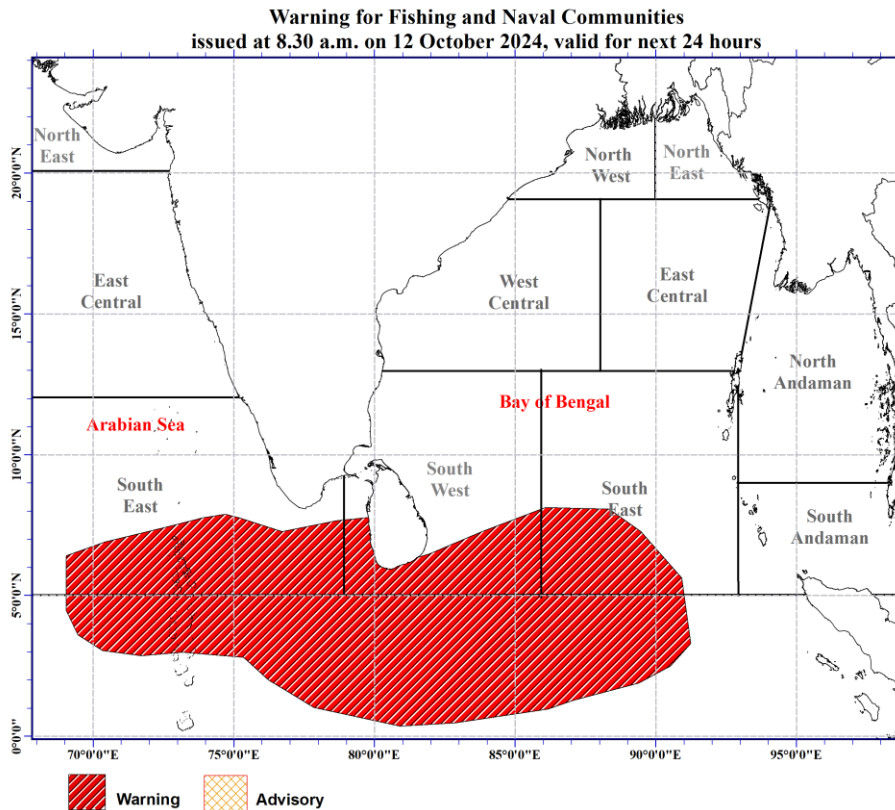 Warning for Fishing and Naval Communities
issued at 8.30 a.m. on 12 October 2024, valid for next 24 hours
North
East
North
West
North
East
20°0'0"N
East
Central
West
Central
East
Central
15°0'0"N
North
Andaman
Arabian Sea
Bay of Bengal
10°0'0"N
South
East
South
West
South
East
South
Andaman
5°0'0"N
0°0'0"
70°0'0"E
75°0'0"E
80°0'0"E
85°0'0"E
90°0'0"E
95°0'0"E
Warning
Advisory